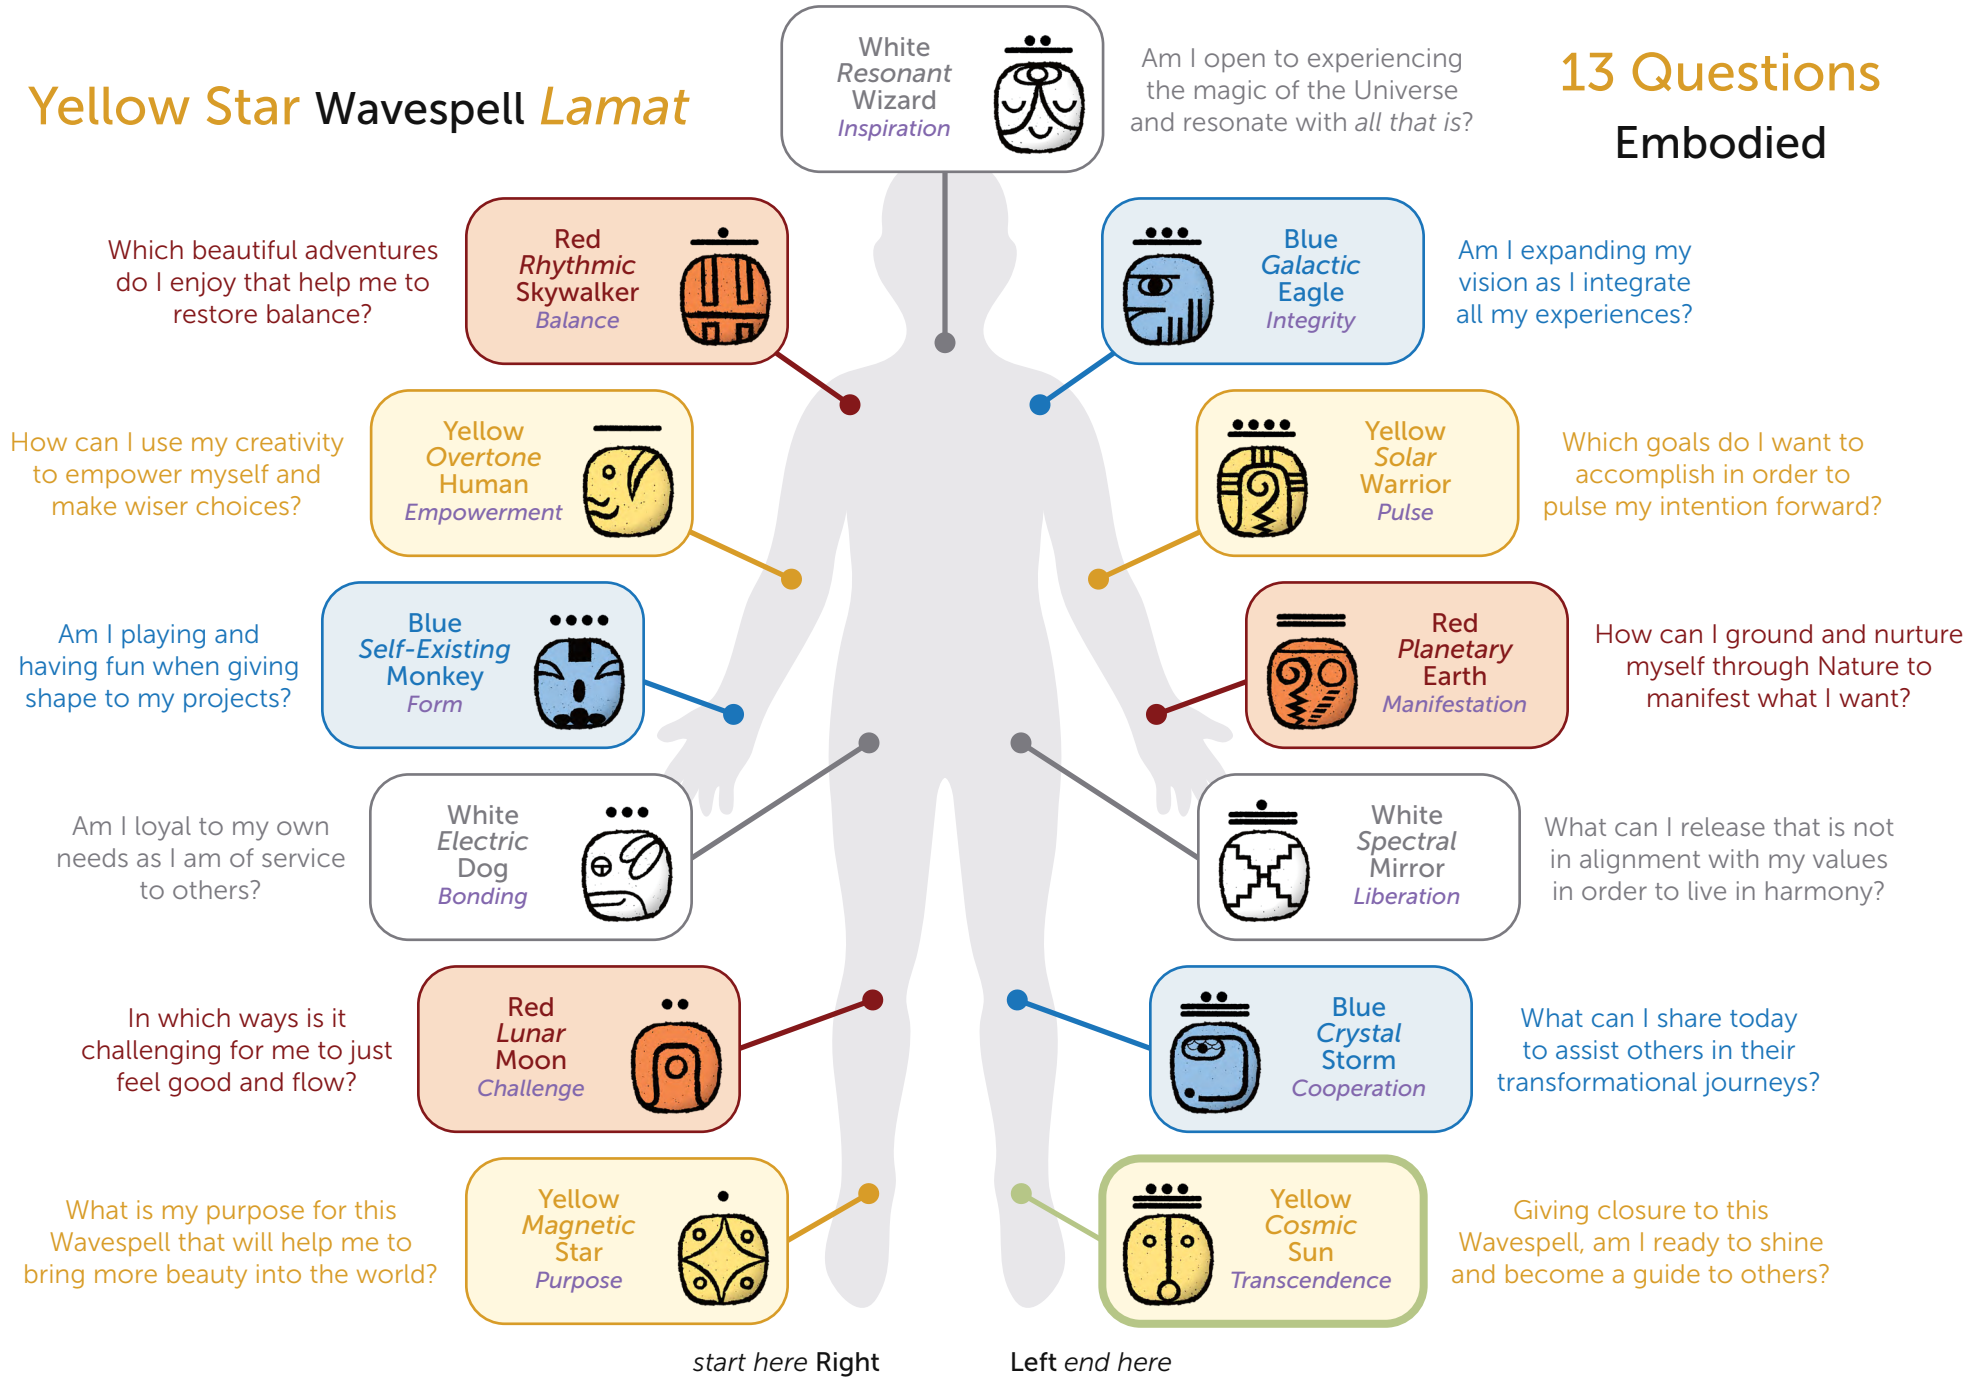 Yellow Star Wavespell Lamat
13 Questions
Embodied
White
Resonant
Wizard
Inspiration
Am I open to experiencing
the magic of the Universe
and resonate with all that is?
Which beautiful adventures
do I enjoy that help me to
restore balance?
Red
Rhythmic
Skywalker
Balance
Blue
Galactic
Eagle
Integrity
Am I expanding my
vision as I integrate
all my experiences?
How can I use my creativity
to empower myself and
make wiser choices?
Yellow
Overtone
Human
Empowerment
Yellow
Solar
Warrior
Pulse
Which goals do I want to
accomplish in order to
pulse my intention forward?
Am I playing and
having fun when giving
shape to my projects?
Blue
Self-Existing
Monkey
Form
Red
Planetary
Earth
Manifestation
How can I ground and nurture
myself through Nature to
manifest what I want?
Am I loyal to my own
needs as I am of service
to others?
White
Electric
Dog
Bonding
White
Spectral
Mirror
Liberation
What can I release that is not
in alignment with my values
in order to live in harmony?
In which ways is it
challenging for me to just
feel good and flow?
Red
Lunar
Moon
Challenge
Blue
Crystal
Storm
Cooperation
What can I share today
to assist others in their
transformational journeys?
What is my purpose for this
Wavespell that will help me to
bring more beauty into the world?
Yellow
Magnetic
Star
Purpose
Yellow
Cosmic
Sun
Transcendence
Giving closure to this
Wavespell, am I ready to shine
and become a guide to others?
start here Right
Left end here